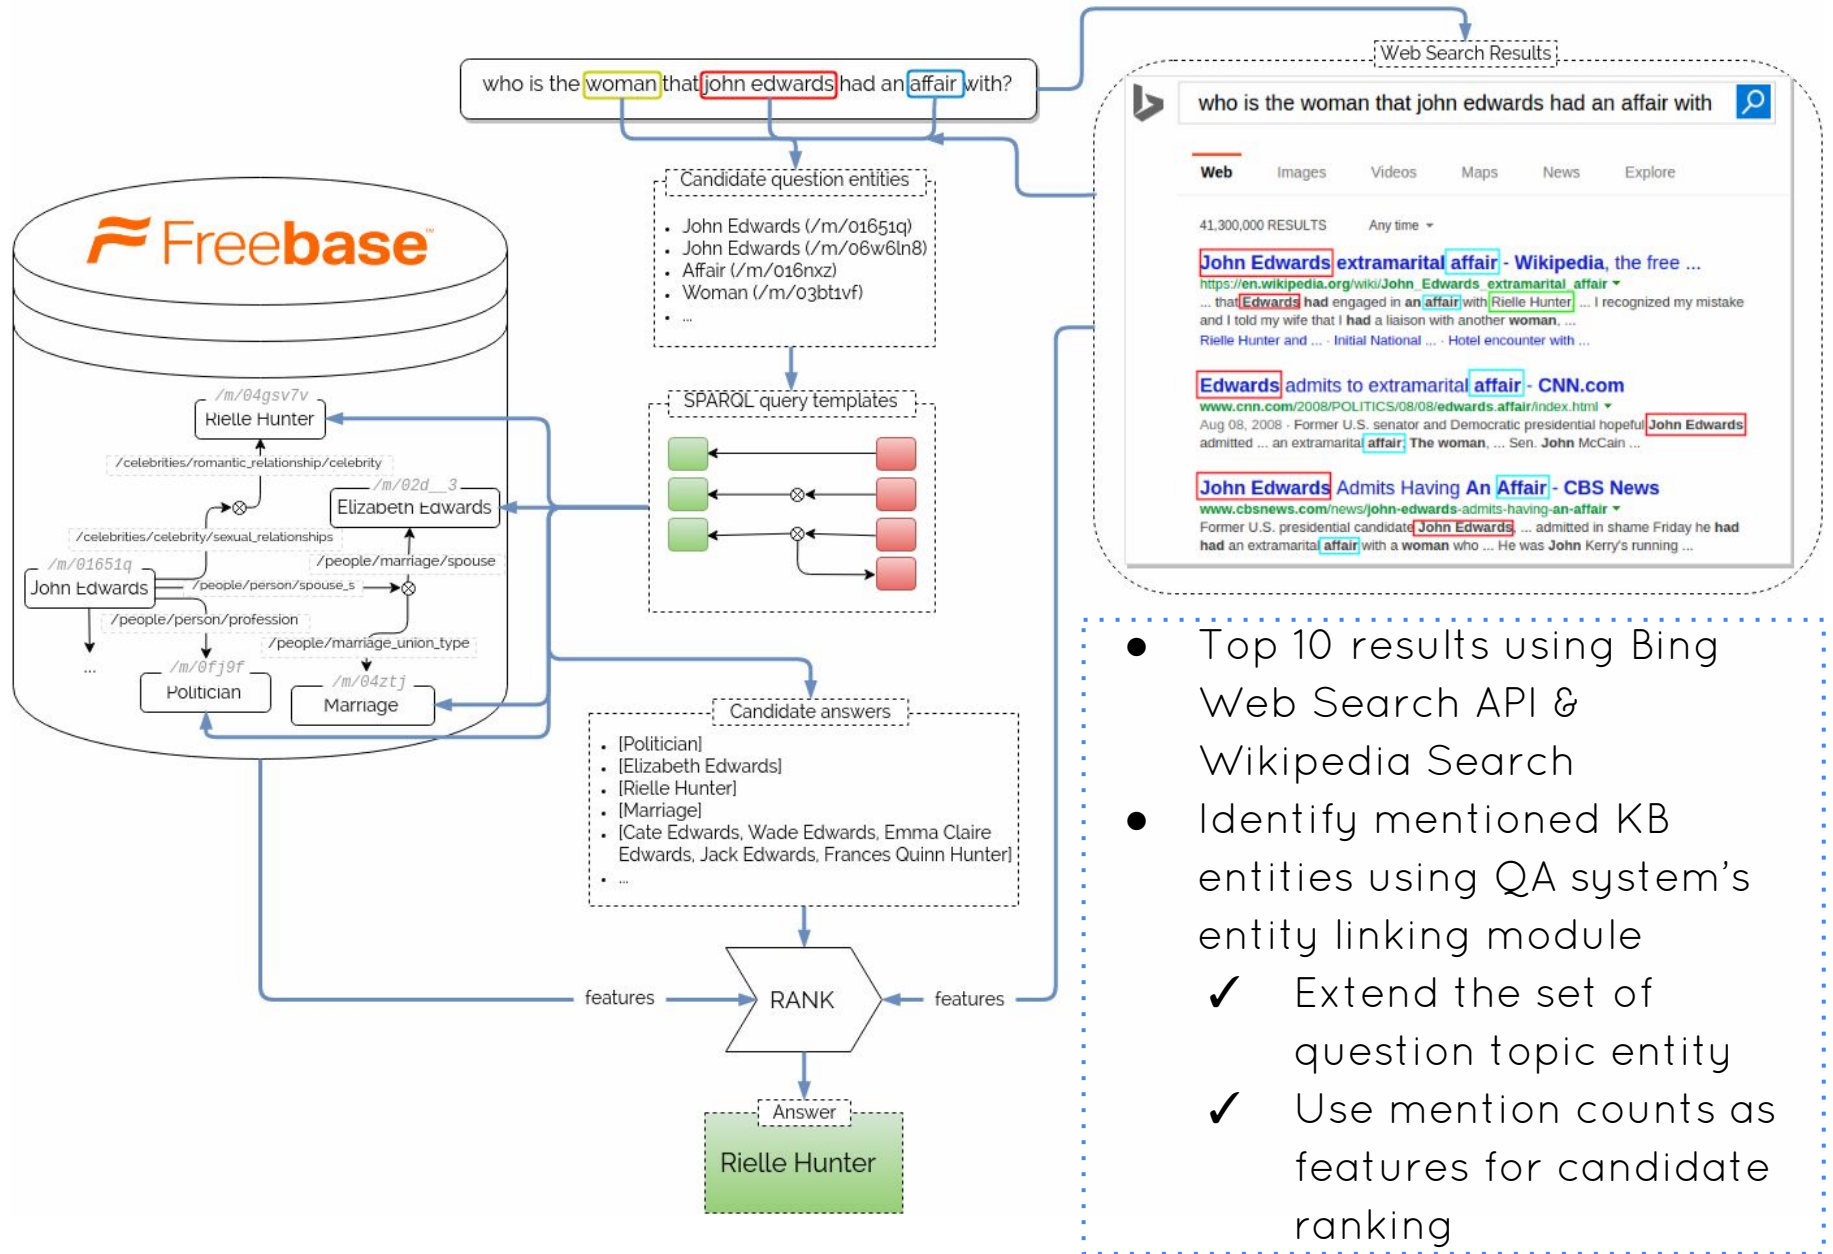 who is the woman that john edwards had an affair with?
Web Search Results
who is the woman that john edwards had an affair with
Web Images Videos Maps News Explore
41,300,000 RESULTS Any time
John Edwards extramarital affair - Wikipedia, the free ...
https://en.wikipedia.org/wiki/John_Edwards_extramarital_affair
... that Edwards had engaged in an affair with Rielle Hunter, ... I recognized my mistake
and I told my wife that I had a liaison with another woman, ...
Rielle Hunter and ... · Initial National ... · Hotel encounter with ...
Edwards admits to extramarital affair - CNN.com
www.cnn.com/2008/POLITICS/08/08/edwards.affair/index.html
Aug 08, 2008 · Former U.S. senator and Democratic presidential hopeful John Edwards
admitted ... an extramarital affair; The woman, ... Sen. John McCain ...
John Edwards Admits Having An Affair - CBS News
www.cbsnews.com/news/john-edwards-admits-having-an-affair
Former U.S. presidential candidate John Edwards, ... admitted in shame Friday he had
had an extramarital affair with a woman who ... He was John Kerry's running ...
Candidate question entities
• John Edwards (/m/01651q)
• John Edwards (/m/06w6ln8)
• Affair (/m/016nxz)
• Woman (/m/03bt1vf)
• ...
SPARQL query templates
Freebase™
/m/04gsv7v
Rielle Hunter
/celebrities/romantic_relationship/celebrity
/m/02d__3
Elizabeth Edwards
/celebrities/celebrity/sexual_relationships
/people/marriage/spouse
/m/01651q
John Edwards
/people/person/spouse_s
/people/person/profession
/people/marriage_union_type
...
/m/0fj9f
Politician
/m/04ztj
Marriage
Candidate answers
• [Politician]
• [Elizabeth Edwards]
• [Rielle Hunter]
• [Marriage]
• [Cate Edwards, Wade Edwards, Emma Claire
Edwards, Jack Edwards, Frances Quinn Hunter]
• ...
features
RANK
features
Answer
Rielle Hunter
● Top 10 results using Bing
Web Search API &
Wikipedia Search
● Identify mentioned KB
entities using QA system's
entity linking module
✓ Extend the set of
question topic entity
✓ Use mention counts as
features for candidate
ranking